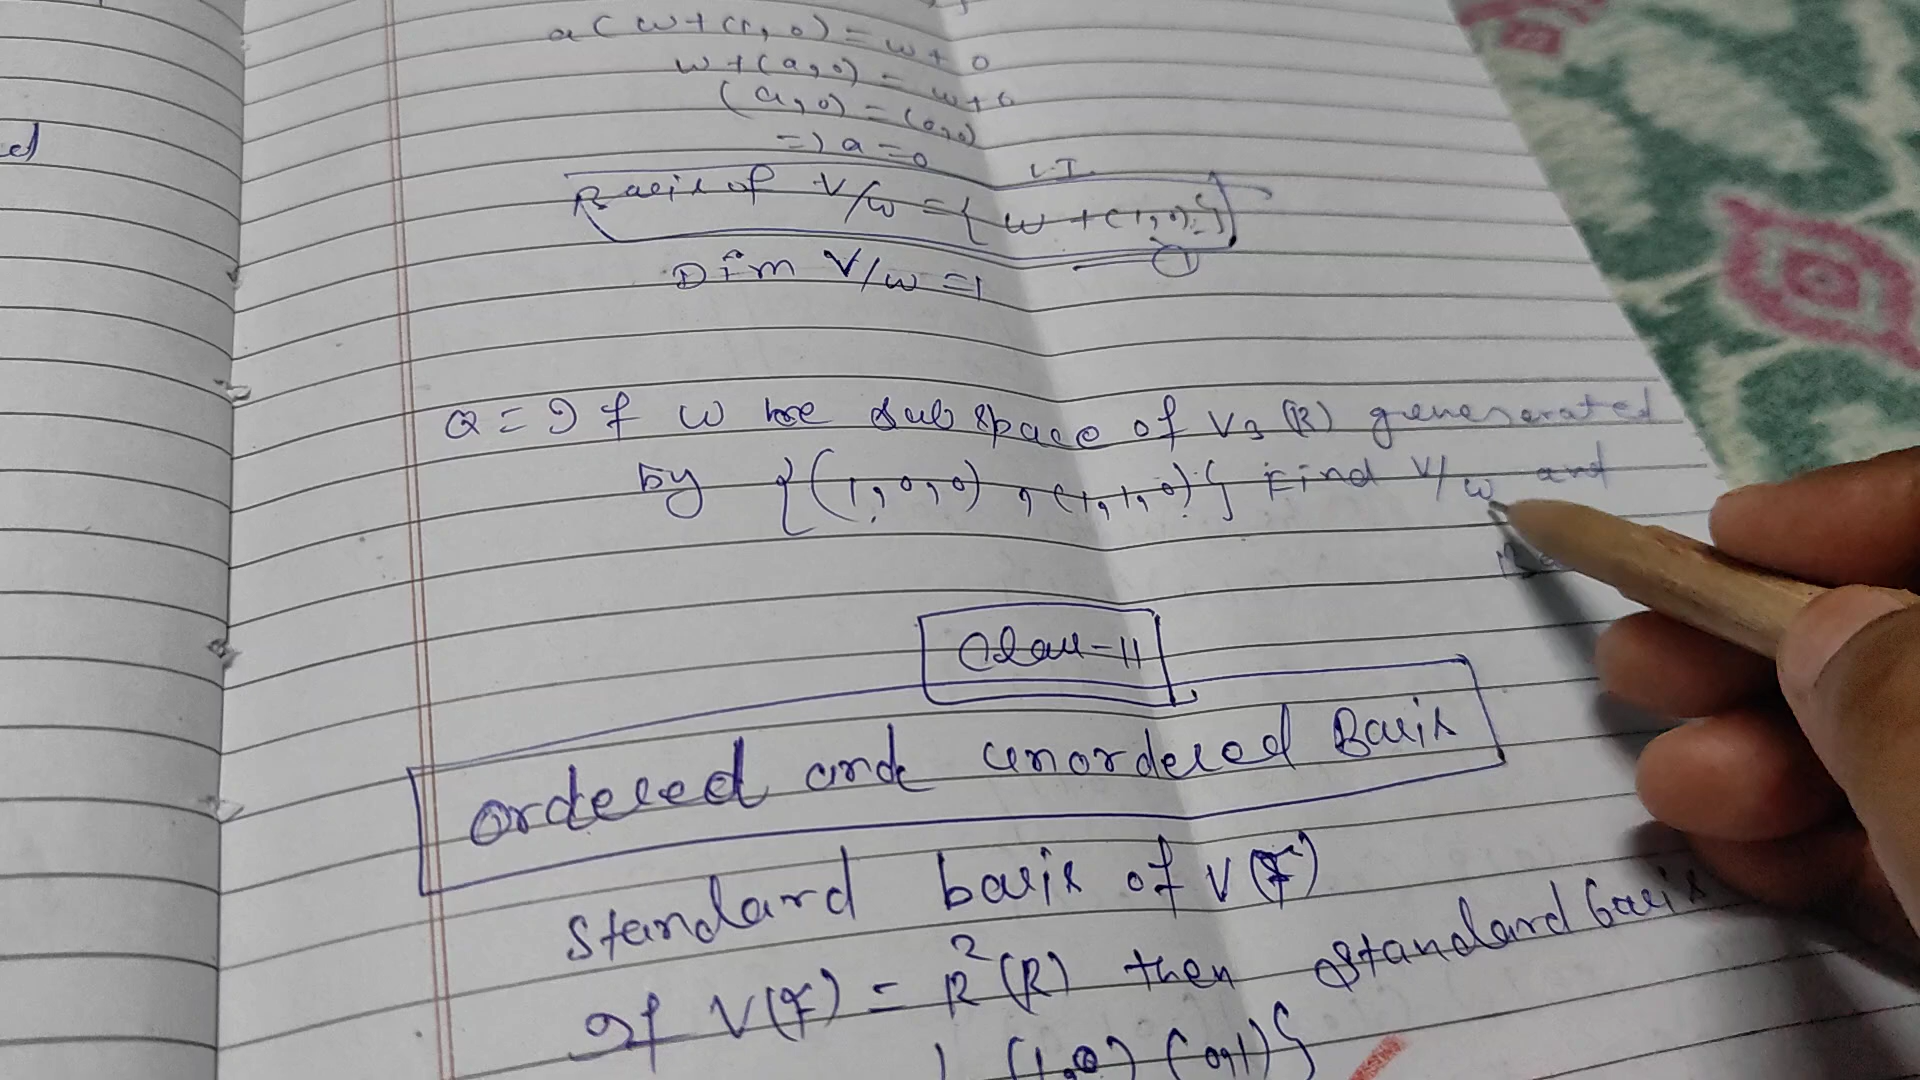 a(w+(1,0)=w+0
w+(a,0)=w+0
(a,0)=(0,0)
=) a=0
L.I.
Basis of V/w={w+(1,0)}
1
Dim V/w=1
d
Q= If w be subspace of V3(R) generated
by {(1,0,0),(1,1,0)} Find V/w and
Class-11
ordered and unordered Basis
Standard basis of V(F)
If V(F)=R²(R) then standard basis
(1,0)(0,1)}